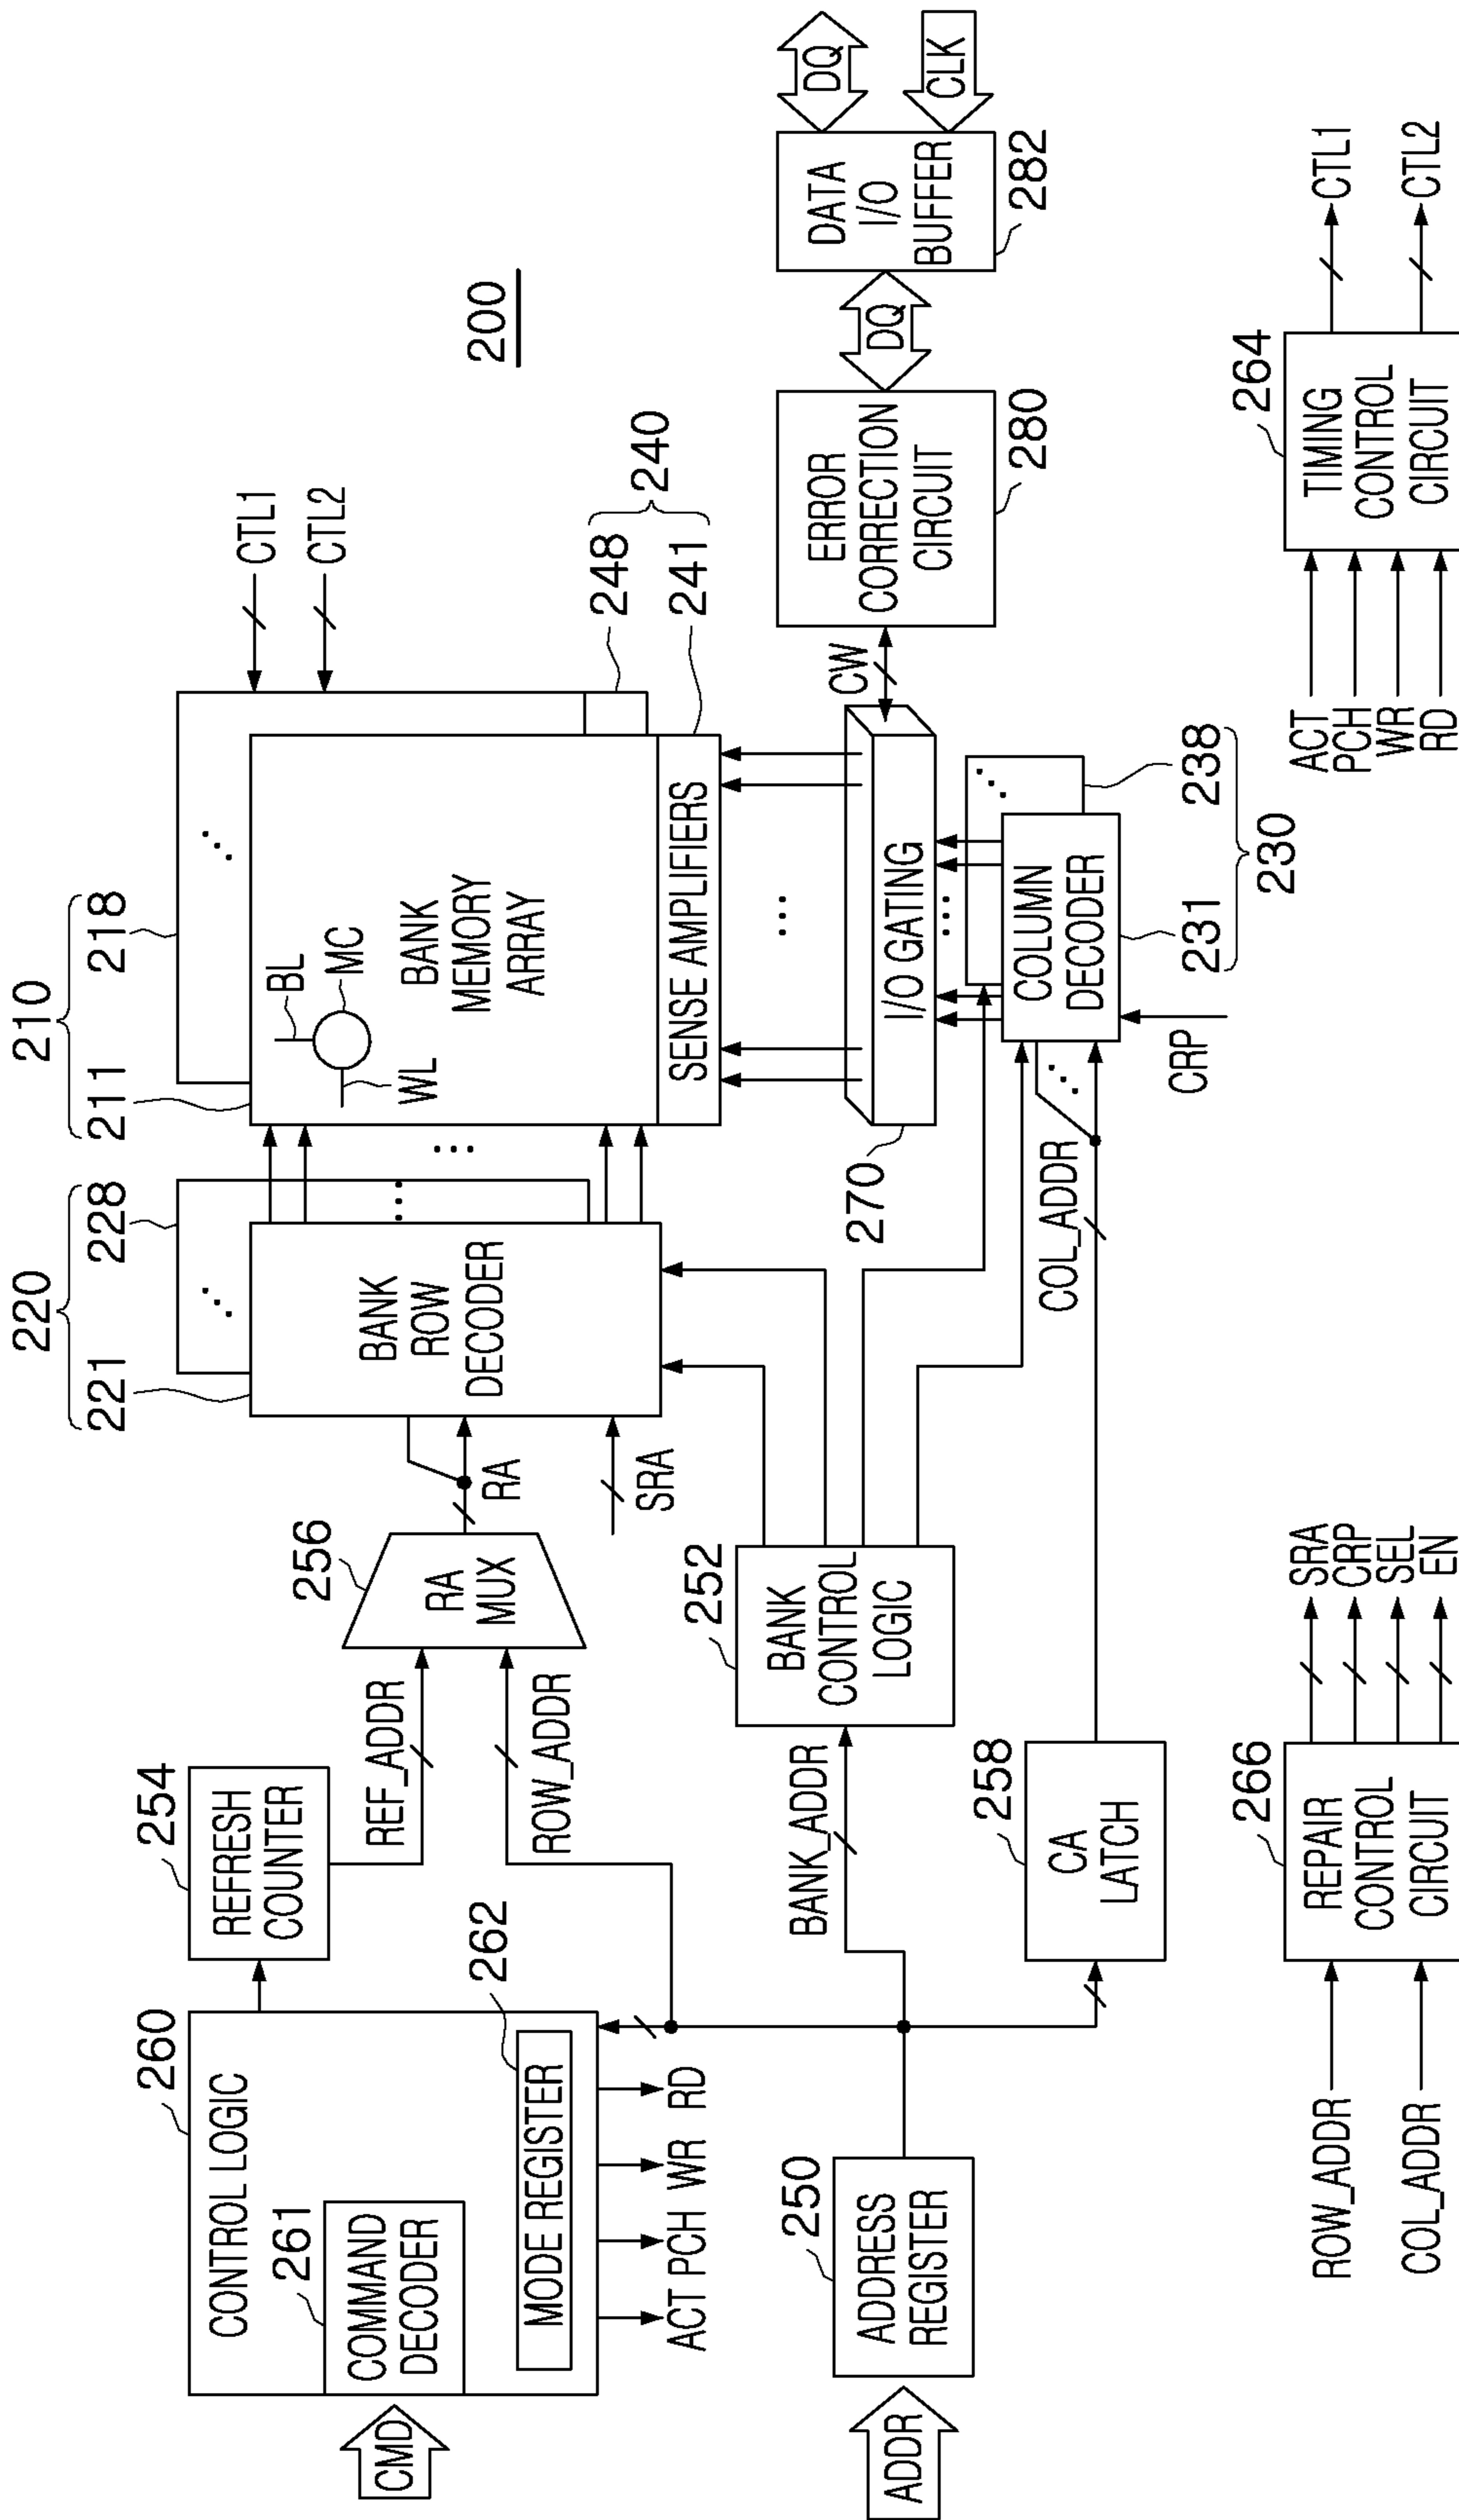 200
CMD
260
CONTROL LOGIC
261
COMMAND
DECODER
262
MODE REGISTER
ACT PCH WR RD
254
REFRESH
COUNTER
REF_ADDR
ROW_ADDR
256
RA
MUX
RA
SRA
220
221 228
BANK
ROW
DECODER
210
211 218
BL
MC
WL
BANK
MEMORY
ARRAY
SENSE AMPLIFIERS
CTL1
CTL2
248
241
240
ADDR
250
ADDRESS
REGISTER
BANK_ADDR
252
BANK
CONTROL
LOGIC
258
CA
LATCH
COL_ADDR
270
I/O GATING
COLUMN
DECODER
CRP
231 238
230
CW
ERROR
CORRECTION
CIRCUIT
280
DQ
DATA
I/O
BUFFER
282
DQ
CLK
ROW_ADDR
COL_ADDR
266
REPAIR
CONTROL
CIRCUIT
SRA
CRP
SEL
EN
ACT
PCH
WR
RD
264
TIMING
CONTROL
CIRCUIT
CTL1
CTL2